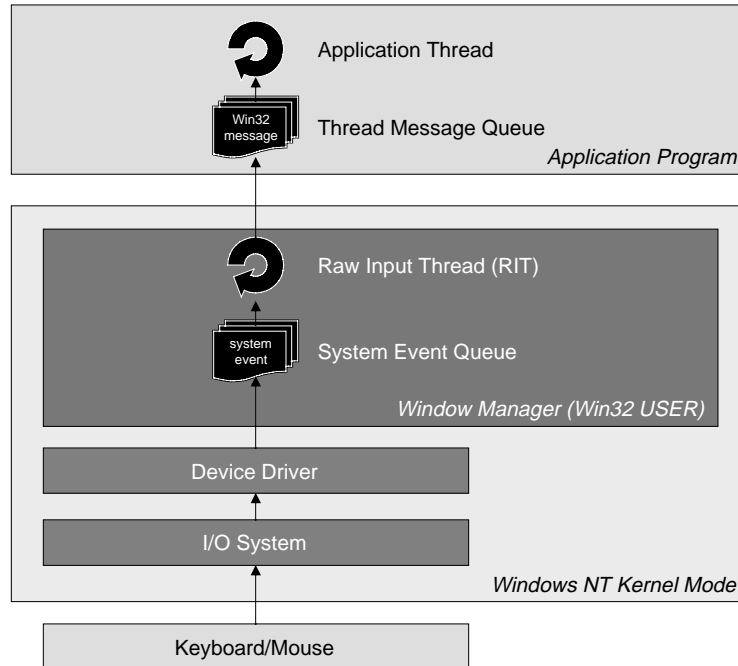 Application Thread
Win32
message
Thread Message Queue
Application Program
Raw Input Thread (RIT)
system
event
System Event Queue
Window Manager (Win32 USER)
Device Driver
I/O System
Windows NT Kernel Mode
Keyboard/Mouse